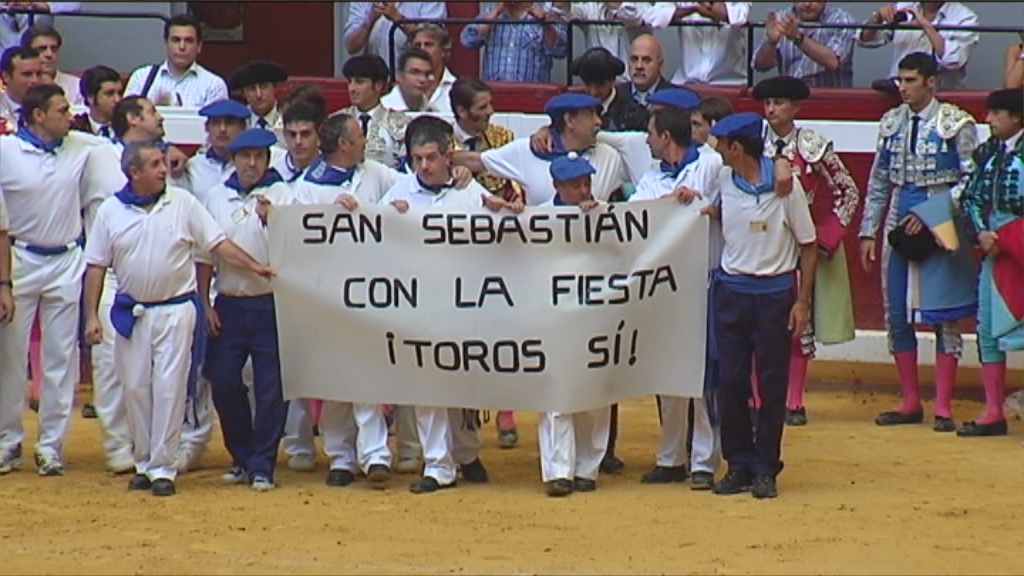 SAN SEBASTIÁN
CON LA FIESTA
¡TOROS SÍ!